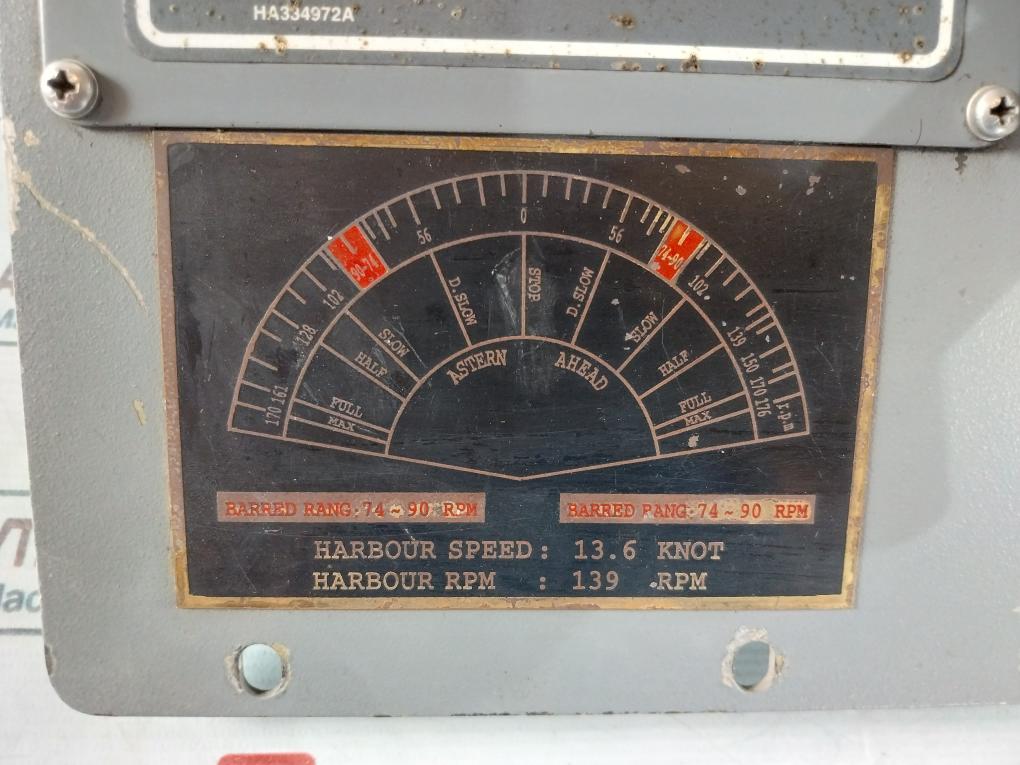 HA334972A
170 161 128 102 90-74 56 0 56 74-90 102 139 150 170 176 r.p.m
MAX FULL HALF SLOW D.SLOW STOP D.SLOW SLOW HALF FULL MAX
ASTERN AHEAD
BARRED RANG:74~90 RPM BARRED RANG:74~90 RPM
HARBOUR SPEED: 13.6 KNOT
HARBOUR RPM : 139 RPM